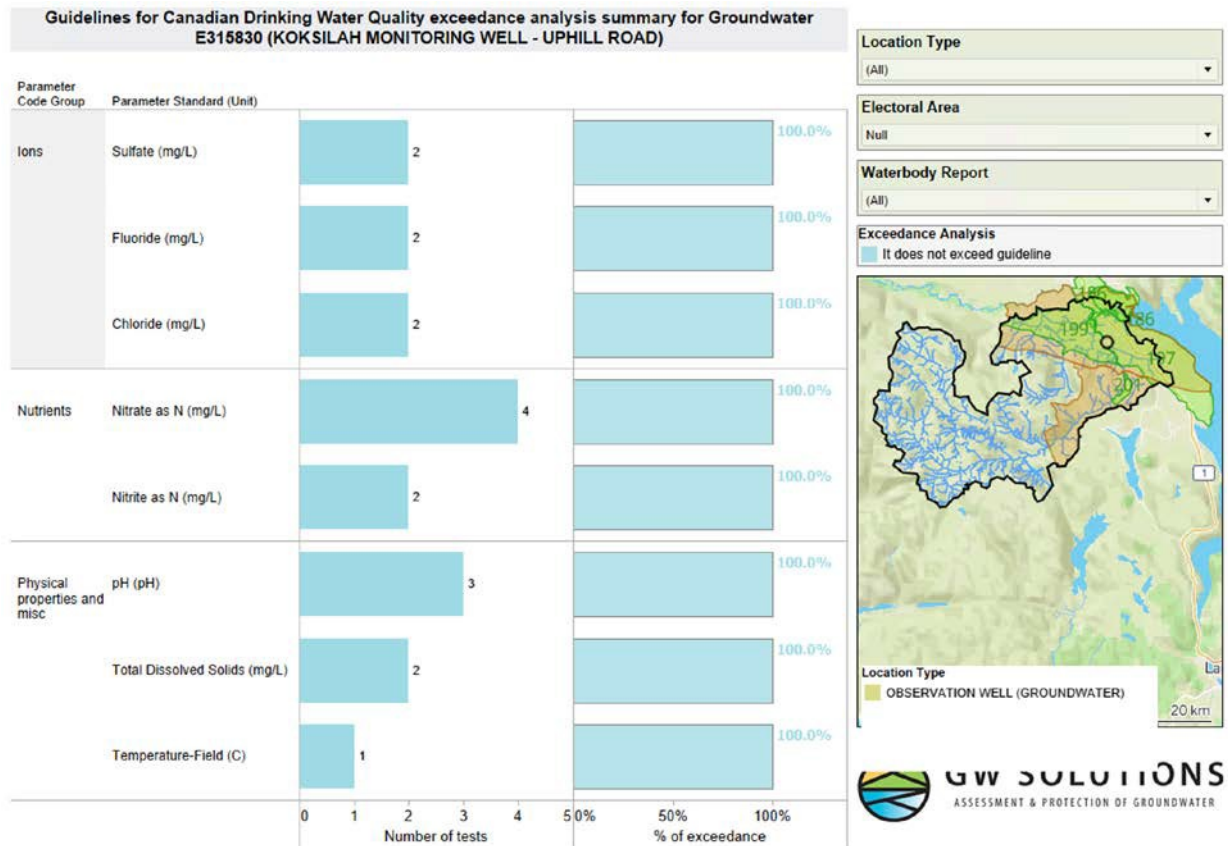 Guidelines for Canadian Drinking Water Quality exceedance analysis summary for Groundwater
E315830 (KOKSILAH MONITORING WELL - UPHILL ROAD)
Parameter
Code Group
Parameter Standard (Unit)
Ions
Sulfate (mg/L)
2
100.0%
Fluoride (mg/L)
2
100.0%
Chloride (mg/L)
2
100.0%
Nutrients
Nitrate as N (mg/L)
4
100.0%
Nitrite as N (mg/L)
2
100.0%
Physical
properties and
misc
pH (pH)
3
100.0%
Total Dissolved Solids (mg/L)
2
100.0%
Temperature-Field (C)
1
100.0%
0 1 2 3 4 5
Number of tests
0% 50% 100%
% of exceedance
Location Type
(All)
Electoral Area
Null
Waterbody Report
(All)
Exceedance Analysis
It does not exceed guideline
186
186
199
197
201
1
La
Location Type
OBSERVATION WELL (GROUNDWATER)
20 km
GW SOLUTIONS
ASSESSMENT & PROTECTION OF GROUNDWATER